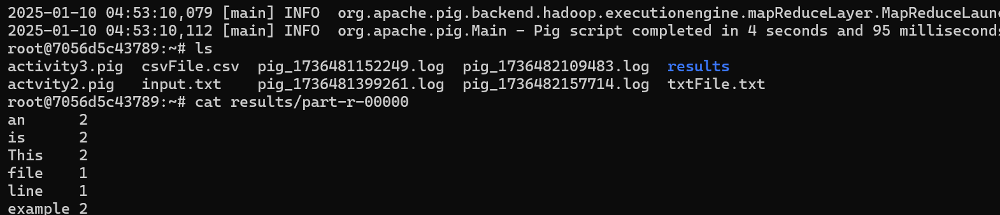 2025-01-10 04:53:10,079 [main] INFO  org.apache.pig.backend.hadoop.executionengine.mapReduceLayer.MapReduceLaun
2025-01-10 04:53:10,112 [main] INFO  org.apache.pig.Main - Pig script completed in 4 seconds and 95 milliseconds
root@7056d5c43789:~# ls
activity3.pig  csvFile.csv  pig_1736481152249.log  pig_1736482109483.log  results
actvity2.pig   input.txt    pig_1736481399261.log  pig_1736482157714.log  txtFile.txt
root@7056d5c43789:~# cat results/part-r-00000
an      2
is      2
This    2
file    1
line    1
example 2